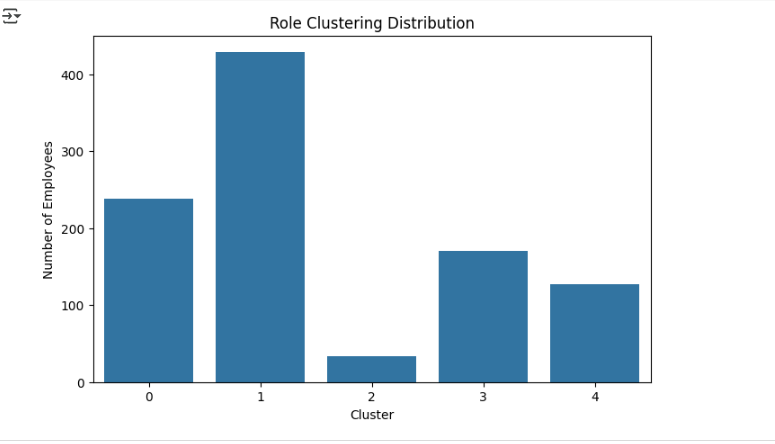 Role Clustering Distribution
400
300
200
100
0
Number of Employees
0 1 2 3 4
Cluster